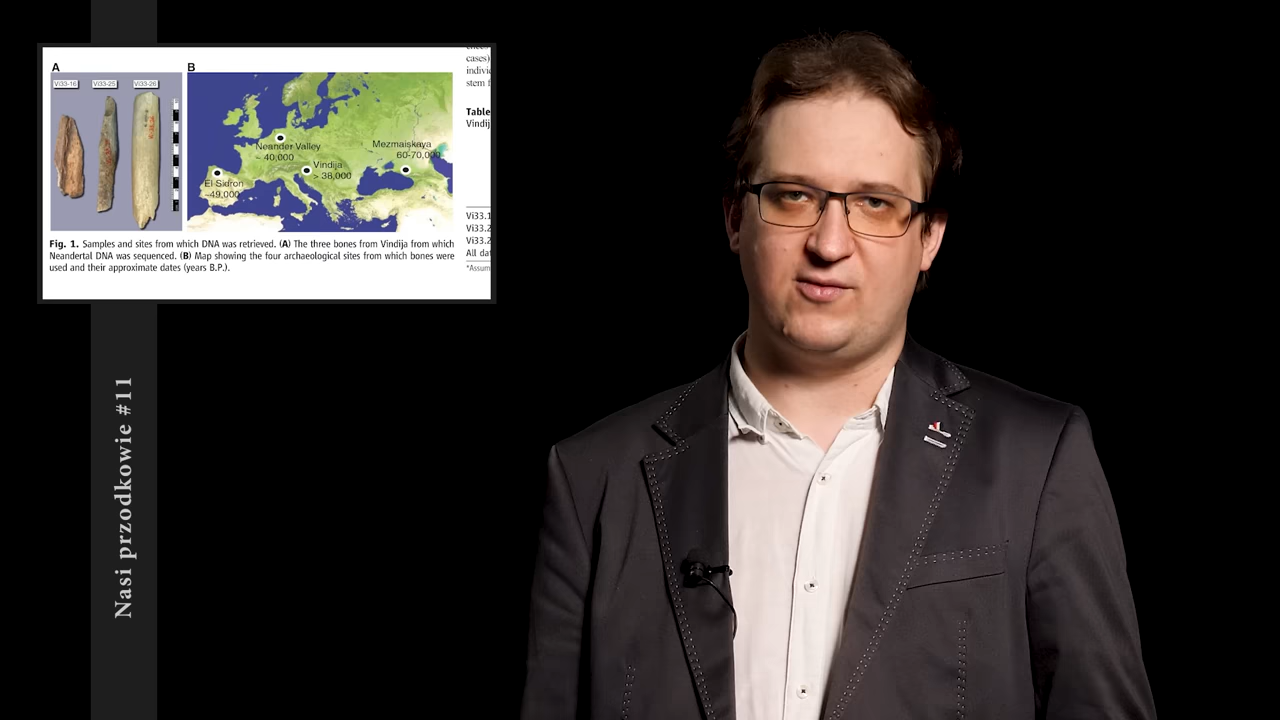 A
B
Vi33-16
Vi33-25
Vi33-26
Neander Valley
~ 40,000
Vindija
> 38,000
Mezmaiskaya
60-70,000
El Sidron
~49,000
Fig. 1. Samples and sites from which DNA was retrieved. (A) The three bones from Vindija from which
Neandertal DNA was sequenced. (B) Map showing the four archaeological sites from which bones were
used and their approximate dates (years B.P.).
cases)
indivi
stem f
Table
Vindij
Vi33.1
Vi33.2
Vi33.2
All dat
*Assum
Nasi przodkowie #11